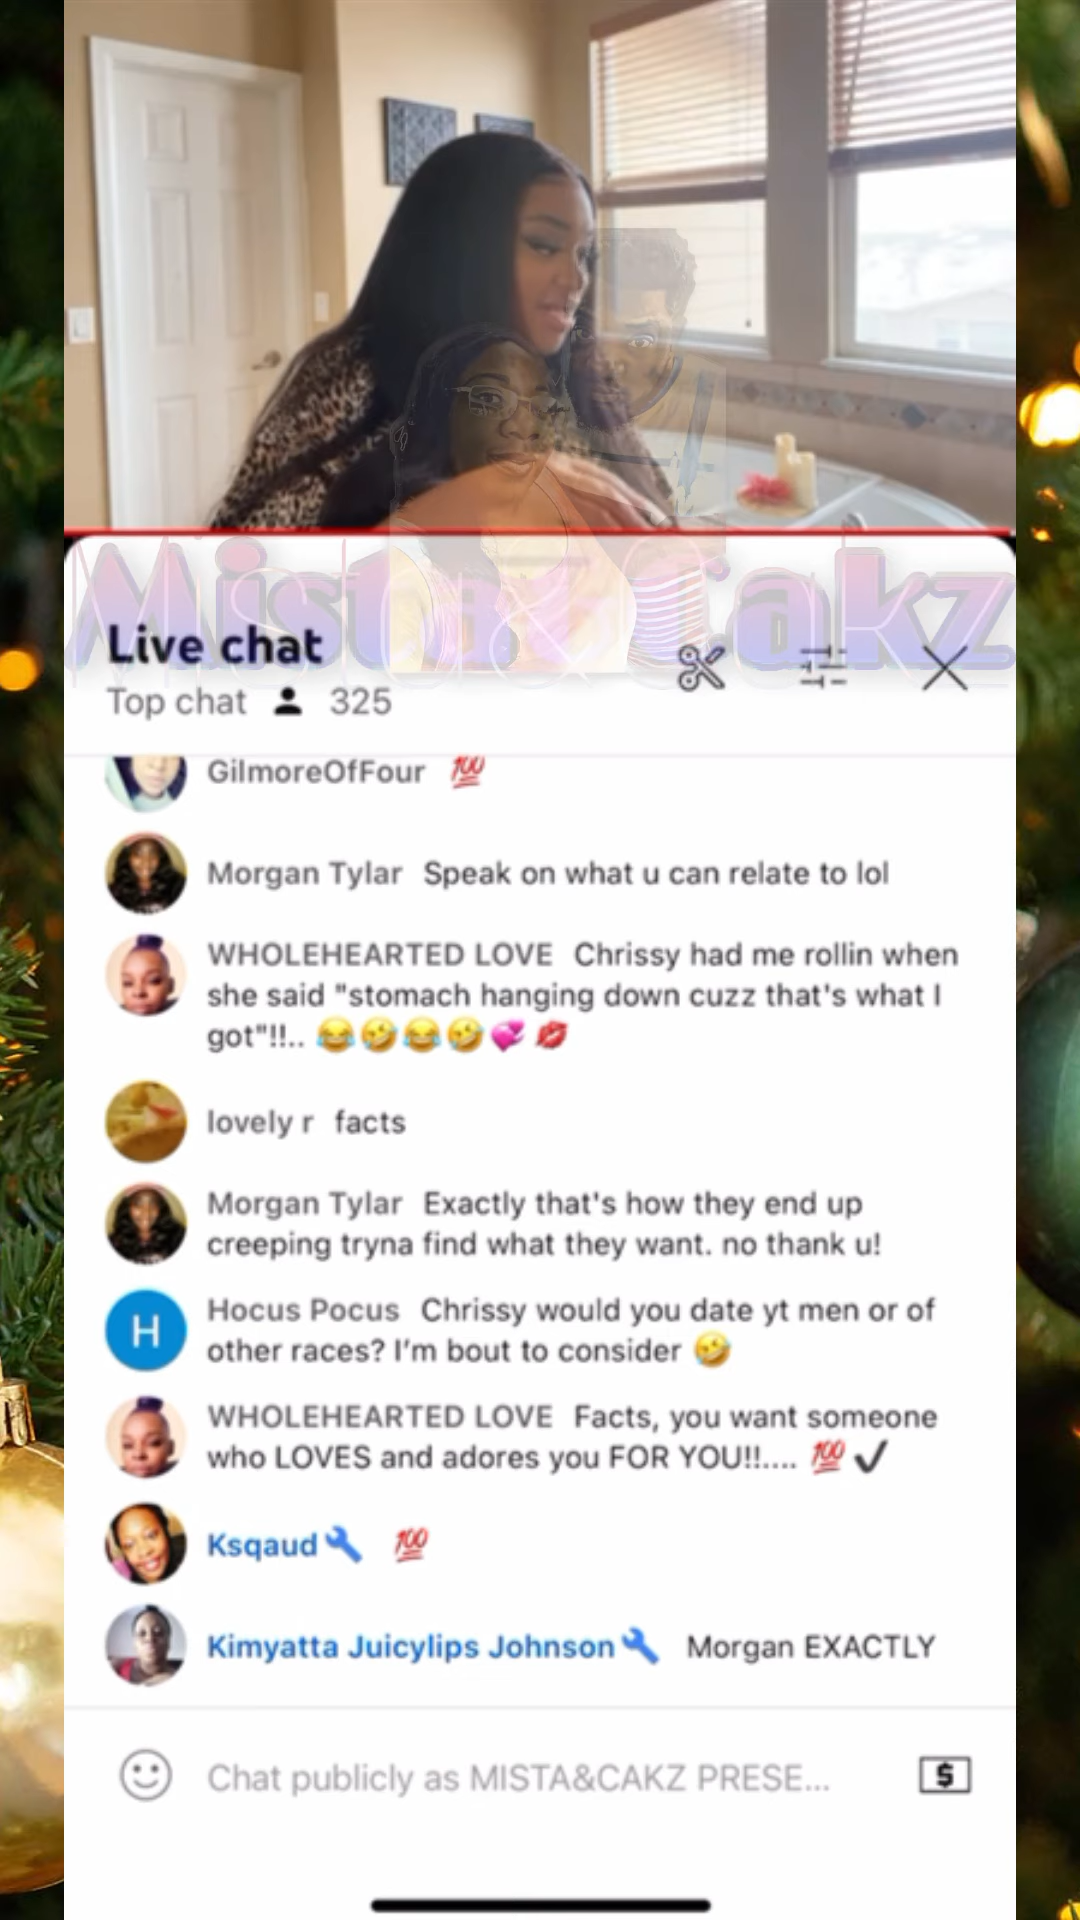 Mista&Cakz
Live chat
Top chat 325
GilmoreOfFour 💯
Morgan Tylar Speak on what u can relate to lol
WHOLEHEARTED LOVE Chrissy had me rollin when
she said "stomach hanging down cuzz that's what I
got"!!.. 😂🤣😂🤣💞💋
lovely r facts
Morgan Tylar Exactly that's how they end up
creeping tryna find what they want. no thank u!
H
Hocus Pocus Chrissy would you date yt men or of
other races? I'm bout to consider 🤣
WHOLEHEARTED LOVE Facts, you want someone
who LOVES and adores you FOR YOU!!.... 💯✔
Ksqaud🔧 💯
Kimyatta Juicylips Johnson🔧 Morgan EXACTLY
Chat publicly as MISTA&CAKZ PRESE...
$